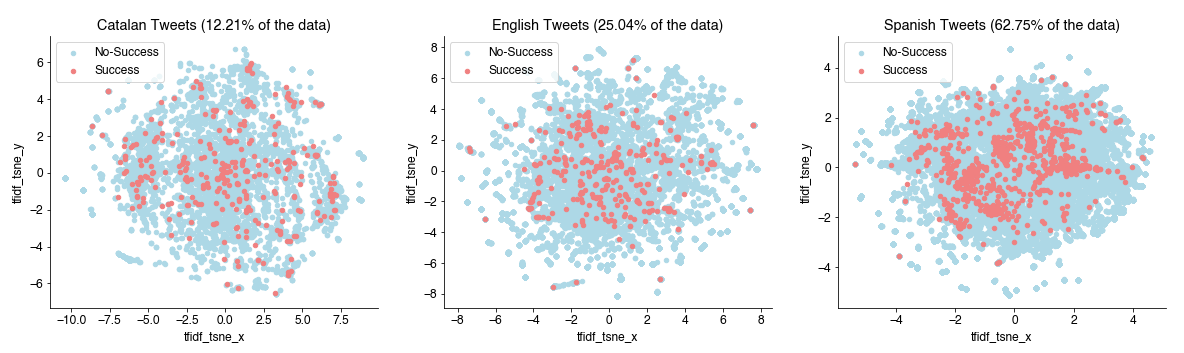 Catalan Tweets (12.21% of the data)
No-Success
Success
6
4
2
0
−2
−4
−6
tfidf_tsne_y
−10.0 −7.5 −5.0 −2.5 0.0 2.5 5.0 7.5
tfidf_tsne_x
English Tweets (25.04% of the data)
No-Success
Success
8
6
4
2
0
−2
−4
−6
−8
tfidf_tsne_y
−8 −6 −4 −2 0 2 4 6 8
tfidf_tsne_x
Spanish Tweets (62.75% of the data)
No-Success
Success
4
2
0
−2
−4
tfidf_tsne_y
−4 −2 0 2 4
tfidf_tsne_x